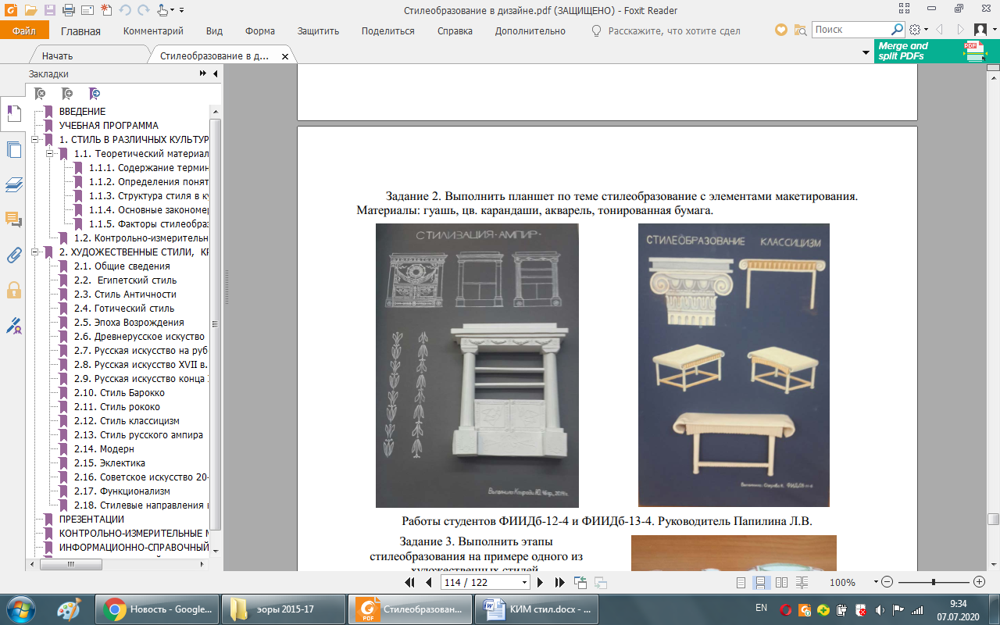 Стилеобразование в дизайне.pdf (ЗАЩИЩЕНО) - Foxit Reader
Файл
Главная
Комментарий
Вид
Форма
Защитить
Поделиться
Справка
Дополнительно
Расскажите, что хотите сдел
Поиск
Начать
Стилеобразование в д...
Merge and
split PDFs
PDF
Закладки
ВВЕДЕНИЕ
УЧЕБНАЯ ПРОГРАММА
1. СТИЛЬ В РАЗЛИЧНЫХ КУЛЬТУР
1.1. Теоретический материал
1.1.1. Содержание термин
1.1.2. Определения понят
1.1.3. Структура стиля в к
1.1.4. Основные закономер
1.1.5. Факторы стилеобраз
1.2. Контрольно-измерительн
2. ХУДОЖЕСТВЕННЫЕ СТИЛИ, КР
2.1. Общие сведения
2.2. Египетский стиль
2.3. Стиль Античности
2.4. Готический стиль
2.5. Эпоха Возрождения
2.6. Древнерусское искуство
2.7. Русская искусство на руб
2.8. Русская искусство XVII в.
2.9. Русская искусство конца
2.10. Стиль Барокко
2.11. Стиль рококо
2.12. Стиль классицизм
2.13. Стиль русского ампира
2.14. Модерн
2.15. Эклектика
2.16. Советское искусство 20-
2.17. Функционализм
2.18. Стилевые направления
ПРЕЗЕНТАЦИИ
КОНТРОЛЬНО-ИЗМЕРИТЕЛЬНЫЕ М
ИНФОРМАЦИОННО-СПРАВОЧНЫЙ
Задание 2. Выполнить планшет по теме стилеобразование с элементами макетирования.
Материалы: гуашь, цв. карандаши, акварель, тонированная бумага.
СТИЛИЗАЦИЯ-АМПИР-
СТИЛЕОБРАЗОВАНИЕ КЛАССИЦИЗМ
Работы студентов ФИИДб-12-4 и ФИИДб-13-4. Руководитель Папилина Л.В.
Задание 3. Выполнить этапы
стилеобразования на примере одного из
художественных стилей
114 / 122
100%
Новость - Google...
эоры 2015-17
PDF
Стилеобразован...
КИМ стил.docx - ...
EN
9:34
07.07.2020